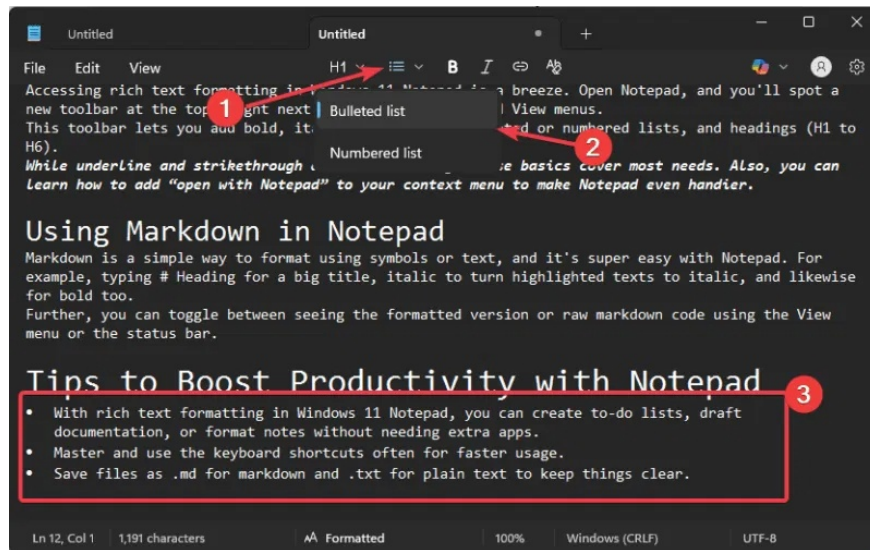 Untitled
Untitled
File Edit View H1 B I
Accessing rich text formatting in Windows 11 Notepad is a breeze. Open Notepad, and you'll spot a
new toolbar at the top right next View menus.
This toolbar lets you add bold, ted or numbered lists, and headings (H1 to
H6).
Bulleted list
Numbered list
1
2
While underline and strikethrough basics cover most needs. Also, you can
learn how to add “open with Notepad” to your context menu to make Notepad even handier.
Using Markdown in Notepad
Markdown is a simple way to format using symbols or text, and it's super easy with Notepad. For
example, typing # Heading for a big title, italic to turn highlighted texts to italic, and likewise
for bold too.
Further, you can toggle between seeing the formatted version or raw markdown code using the View
menu or the status bar.
Tips to Boost Productivity with Notepad
3
• With rich text formatting in Windows 11 Notepad, you can create to-do lists, draft
documentation, or format notes without needing extra apps.
• Master and use the keyboard shortcuts often for faster usage.
• Save files as .md for markdown and .txt for plain text to keep things clear.
Ln 12, Col 1 1,191 characters Formatted 100% Windows (CRLF) UTF-8